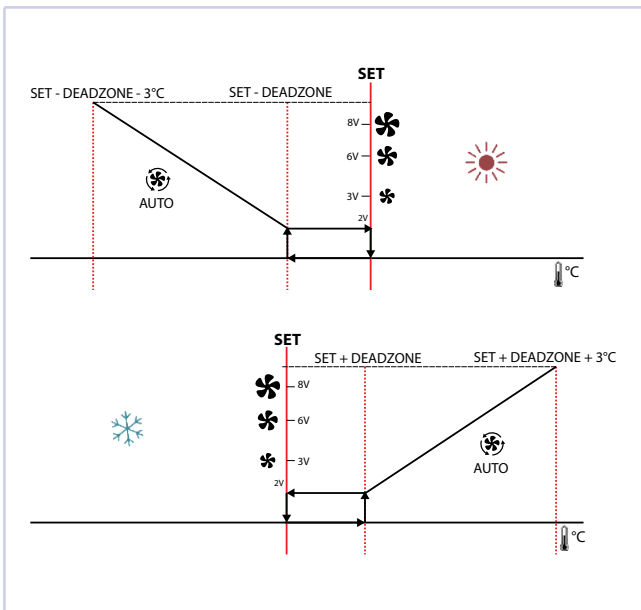 SET
SET - DEADZONE - 3°C
SET - DEADZONE
8V
6V
3V
2V
AUTO
°C
SET
SET + DEADZONE
SET + DEADZONE + 3°C
8V
6V
3V
2V
AUTO
°C